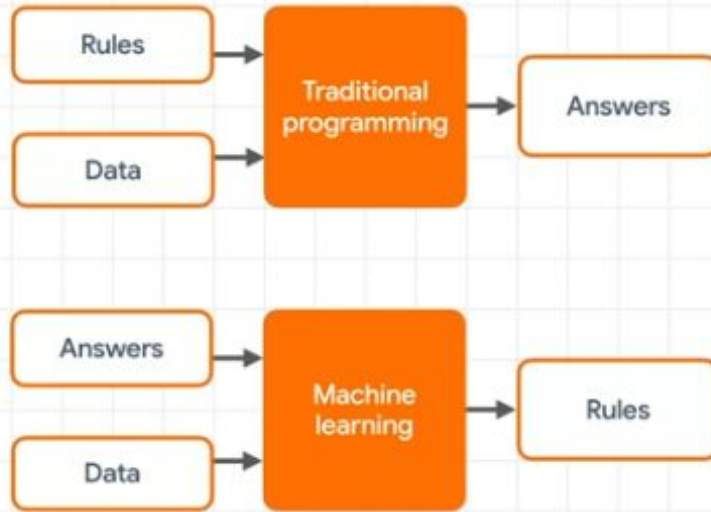 Rules
Data
Traditional
programming
Answers
Answers
Data
Machine
learning
Rules